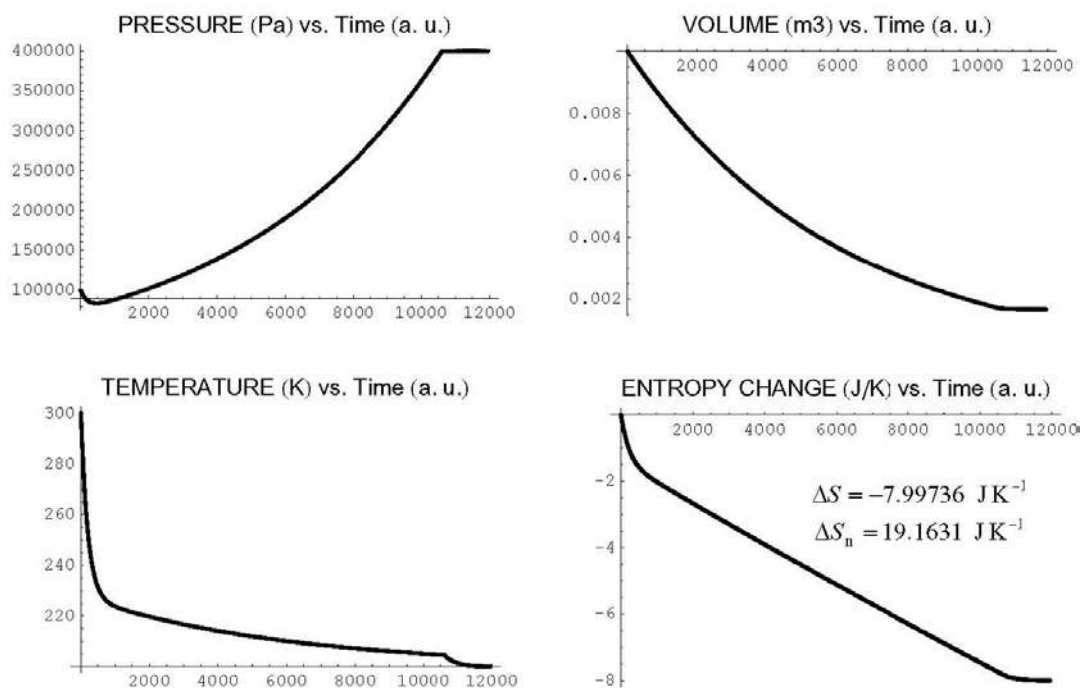 PRESSURE (Pa) vs. Time (a. u.)
400000
350000
300000
250000
200000
150000
100000
2000 4000 6000 8000 10000 12000
VOLUME (m3) vs. Time (a. u.)
2000 4000 6000 8000 10000 12000
0.008
0.006
0.004
0.002
TEMPERATURE (K) vs. Time (a. u.)
300
280
260
240
220
2000 4000 6000 8000 10000 12000
ENTROPY CHANGE (J/K) vs. Time (a. u.)
2000 4000 6000 8000 10000 12000
-2
-4
-6
-8
ΔS = −7.99736 J K⁻¹
ΔSₙ = 19.1631 J K⁻¹